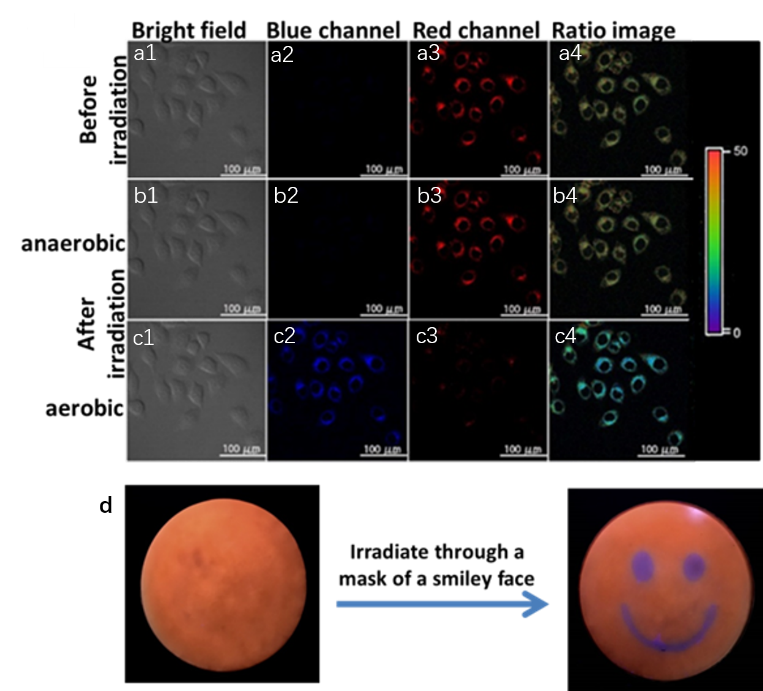 Bright field Blue channel Red channel Ratio image
Before
irradiation
a1 a2 a3 a4
100 μm 100 μm 100 μm 100 μm
50
0
anaerobic
b1 b2 b3 b4
100 μm 100 μm 100 μm 100 μm
After
irradiation
aerobic
c1 c2 c3 c4
100 μm 100 μm 100 μm 100 μm
d
Irradiate through a
mask of a smiley face